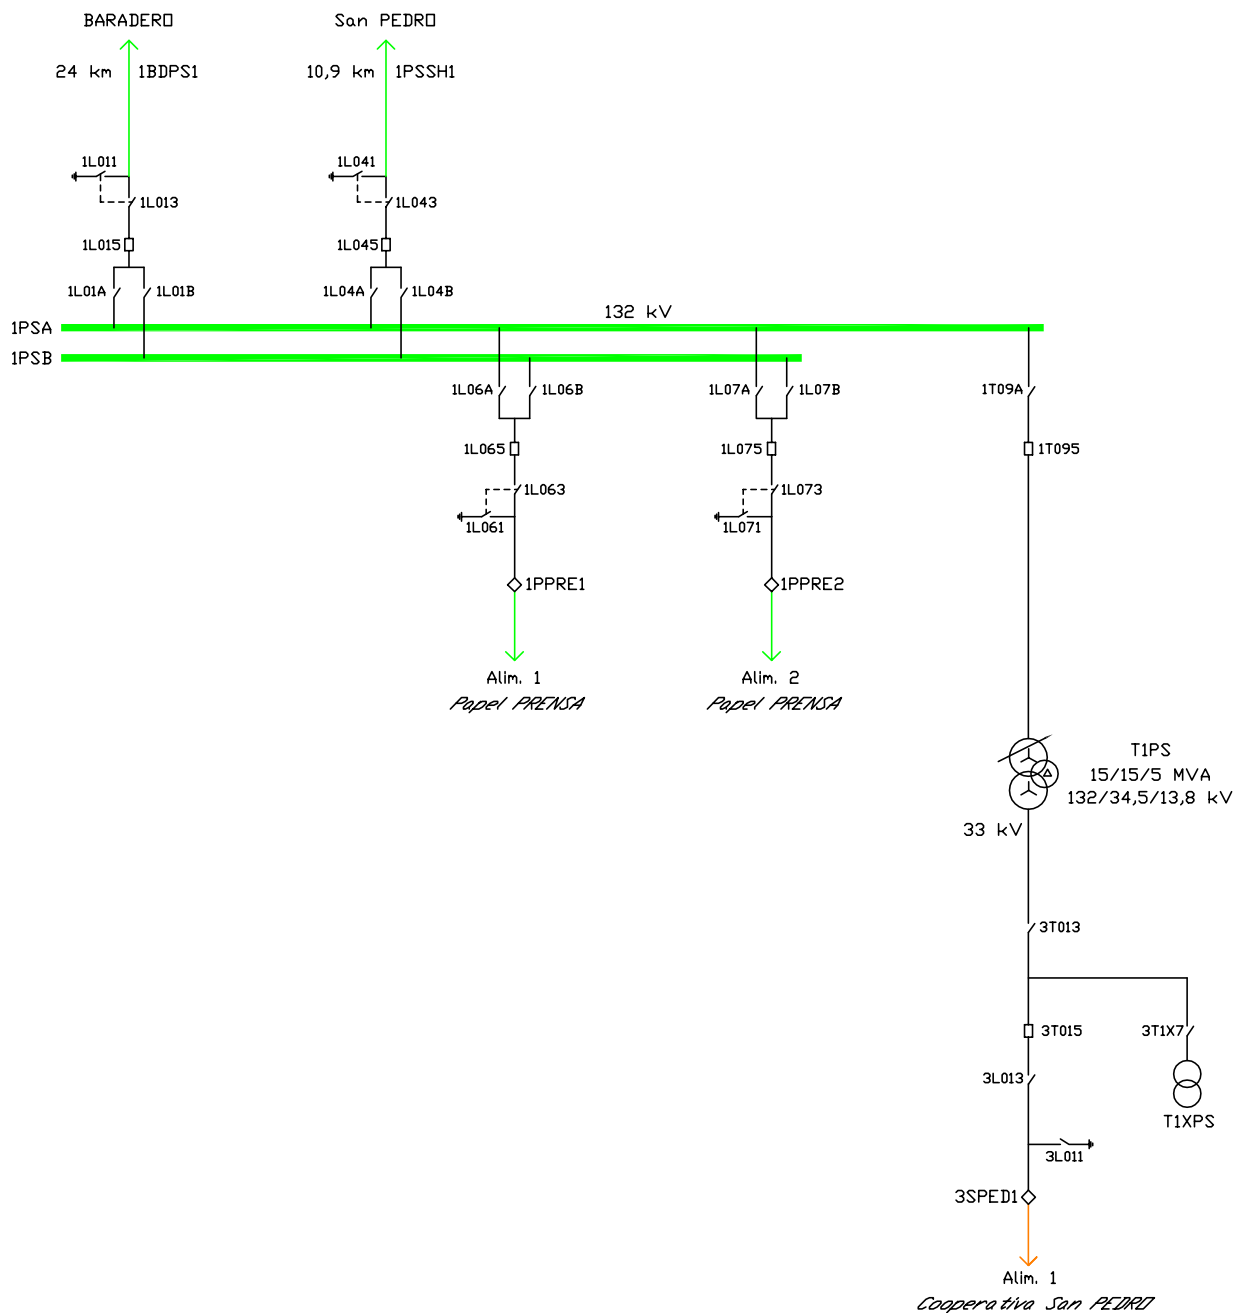 BARADERO
San PEDRO
24 km
1BDPS1
10,9 km
1PSSH1
1L011
1L041
1L013
1L043
1L015
1L045
1L01A
1L01B
1L04A
1L04B
132 kV
1PSA
1PSB
1L06A
1L06B
1L07A
1L07B
1T09A
1L065
1L075
1T095
1L063
1L073
1L061
1L071
1PPRE1
1PPRE2
Alim. 1
Papel PRENSA
Alim. 2
Papel PRENSA
T1PS
15/15/5 MVA
132/34,5/13,8 kV
33 kV
3T013
3T015
3T1X7
3L013
T1XPS
3L011
3SPED1
Alim. 1
Cooperativa San PEDRO